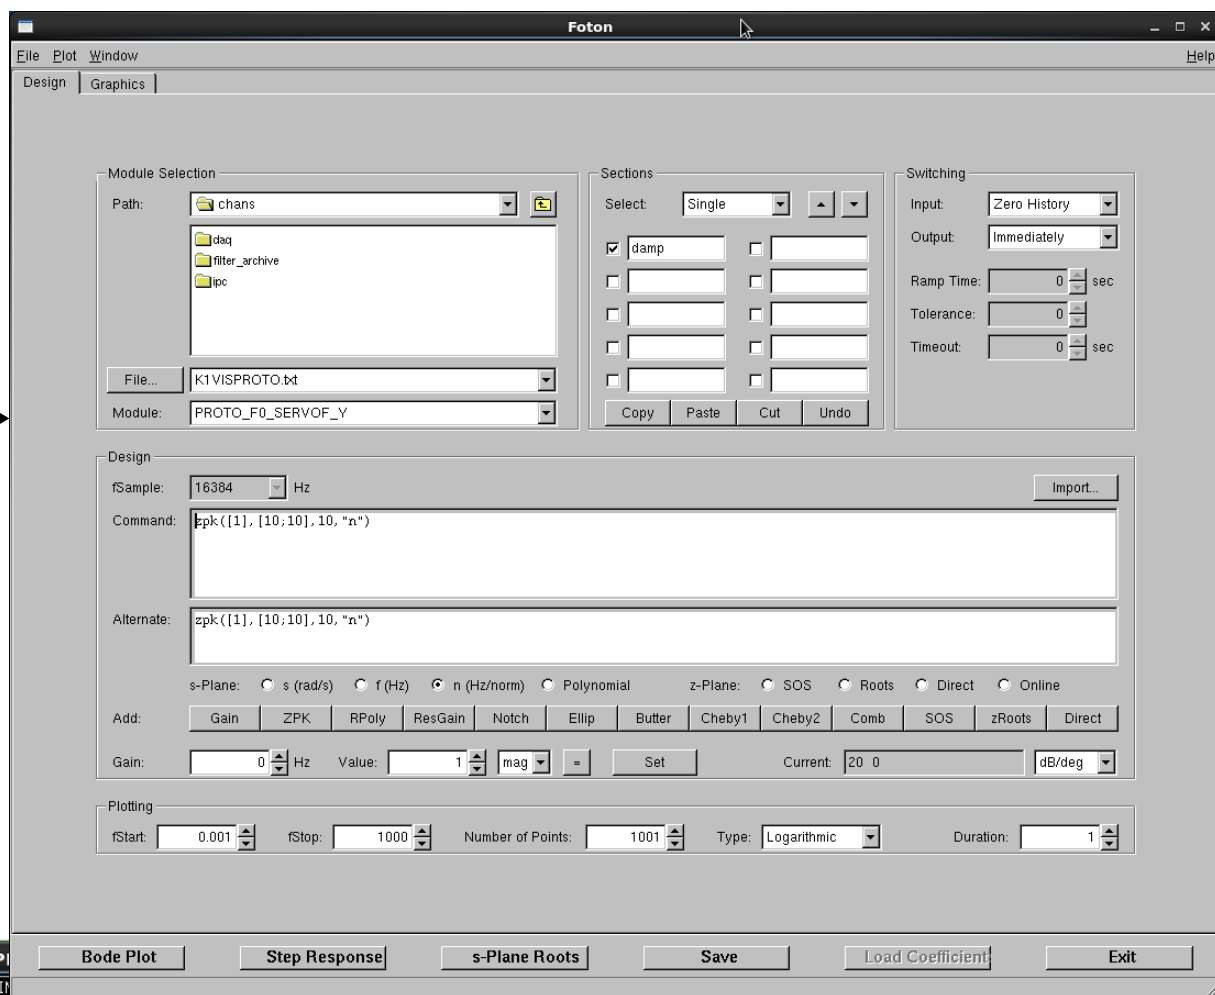 Foton
File Plot Window Help
Design Graphics
Module Selection
Path: chans
daq
filter_archive
ipc
File... K1VISPROTO.txt
Module: PROTO_F0_SERVOF_Y
Sections
Select: Single
damp
Copy Paste Cut Undo
Switching
Input: Zero History
Output: Immediately
Ramp Time: 0 sec
Tolerance: 0
Timeout: 0 sec
Design
fSample: 16384 Hz Import...
Command: zpk([1],[10;10],10,"n")
Alternate: zpk([1],[10;10],10,"n")
s-Plane: s (rad/s) f (Hz) n (Hz/norm) Polynomial z-Plane: SOS Roots Direct Online
Add: Gain ZPK RPoly ResGain Notch Ellip Butter Cheby1 Cheby2 Comb SOS zRoots Direct
Gain: 0 Hz Value: 1 mag = Set Current: 20 0 dB/deg
Plotting
fStart: 0.001 fStop: 1000 Number of Points: 1001 Type: Logarithmic Duration: 1
Bode Plot Step Response s-Plane Roots Save Load Coefficient Exit